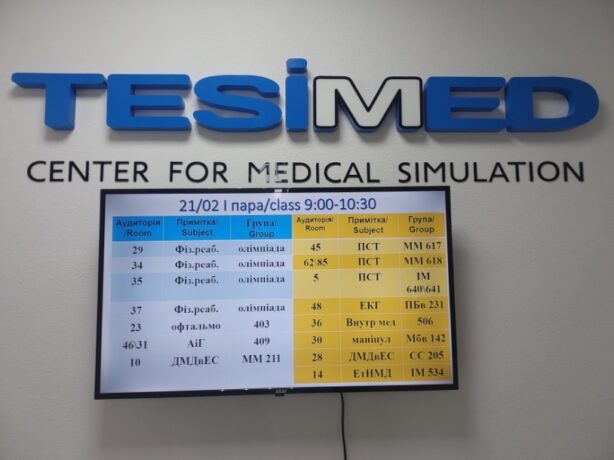 TESiMED
CENTER FOR MEDICAL SIMULATION
21/02 І пара/class 9:00-10:30
Аудиторія/Room Примітка/Subject Група/Group
29 Фіз.реаб. олімпіада
34 Фіз.реаб. олімпіада
35 Фіз.реаб. олімпіада
37 Фіз.реаб. олімпіада
23 офтальмо 403
46\31 АіГ 409
10 ДМДвЕС ММ 211
Аудиторія/Room Примітка/Subject Група/Group
45 ПСТ ММ 617
62\85 ПСТ ММ 618
5 ПСТ ІМ 640\641
48 ЕКГ ПБв 231
36 Внутр мед 506
30 маніпул Мбв 142
28 ДМДвЕС СС 205
14 ЕтНМД ІМ 534